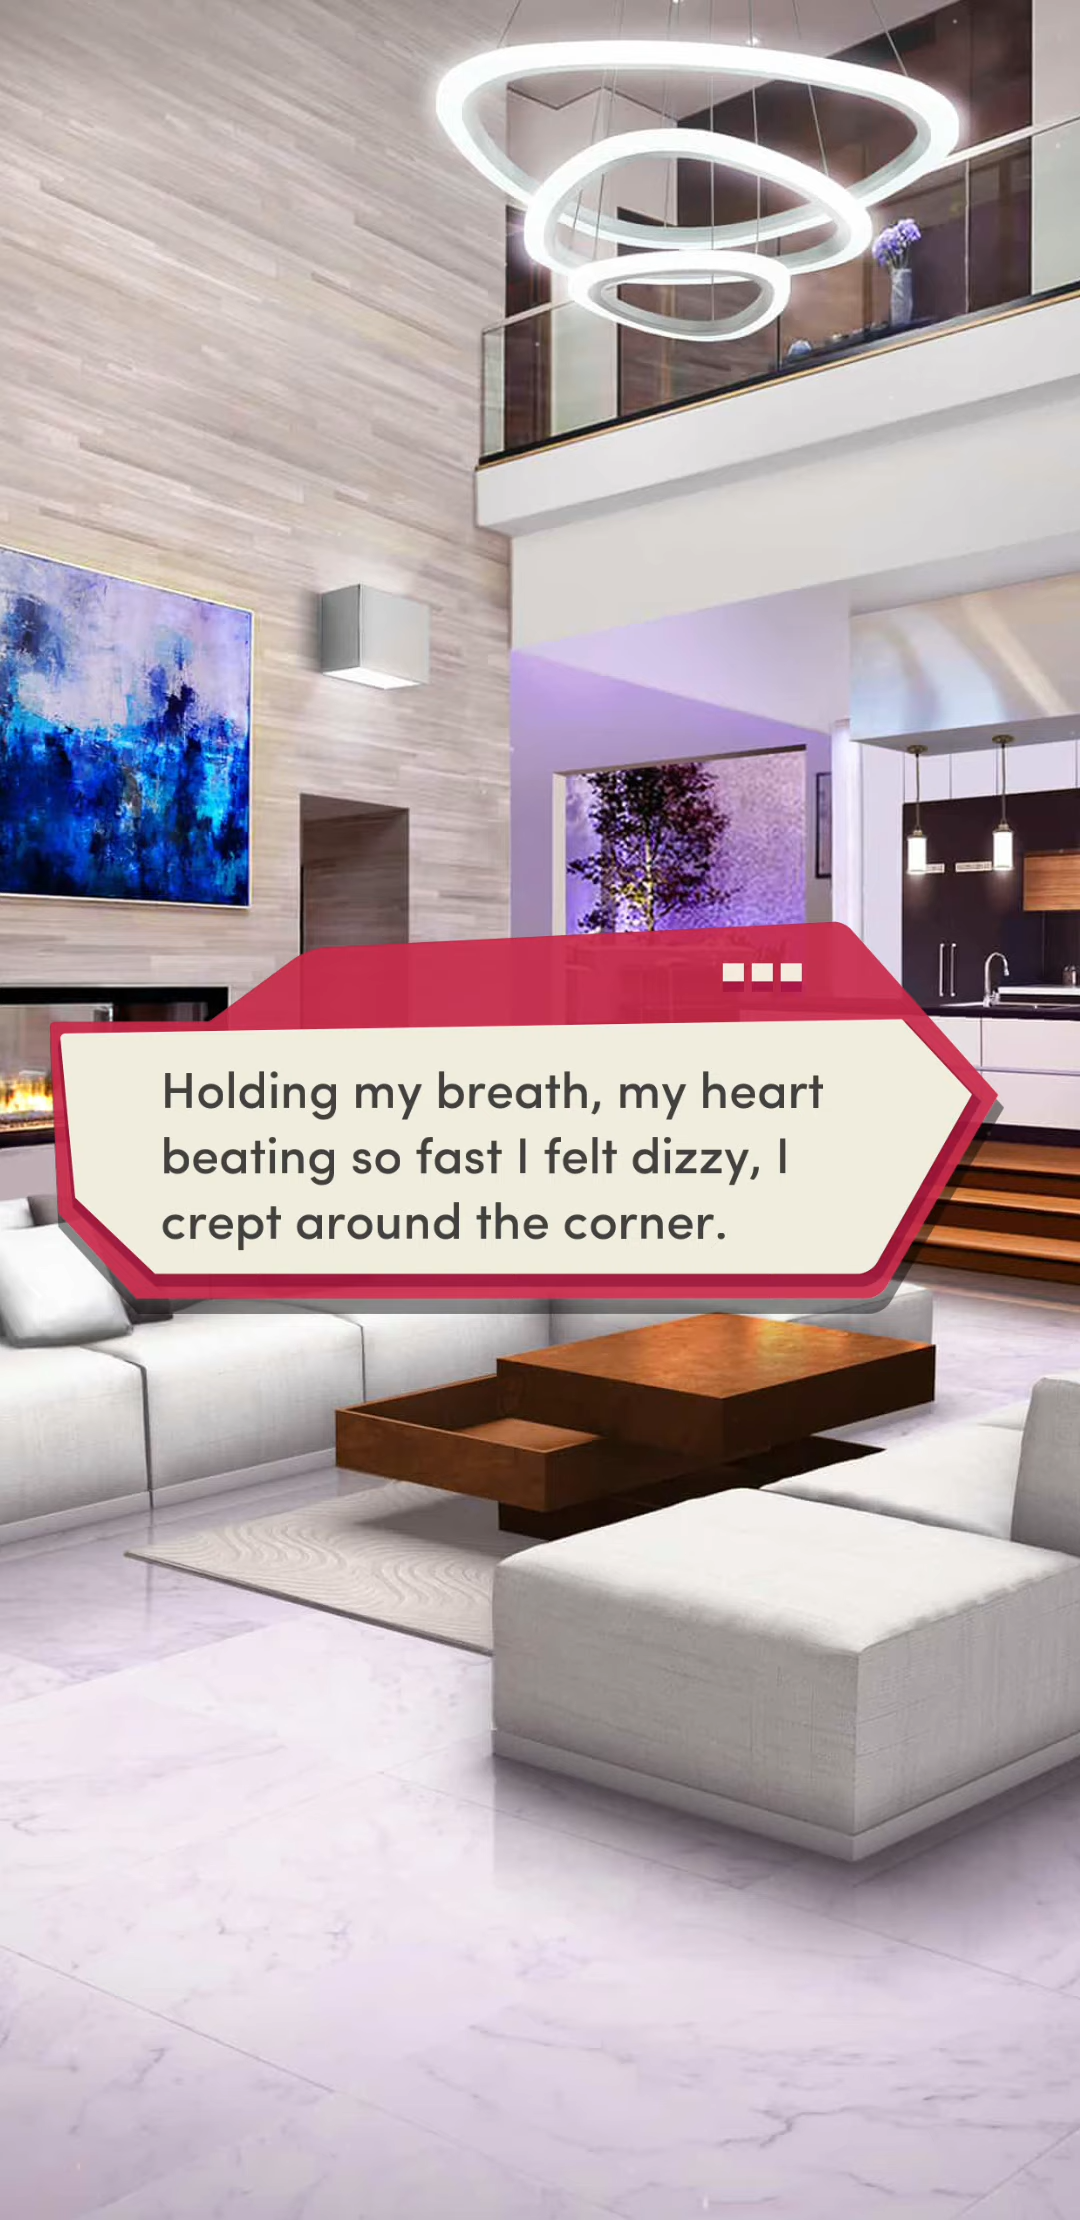 Holding my breath, my heart
beating so fast I felt dizzy, I
crept around the corner.